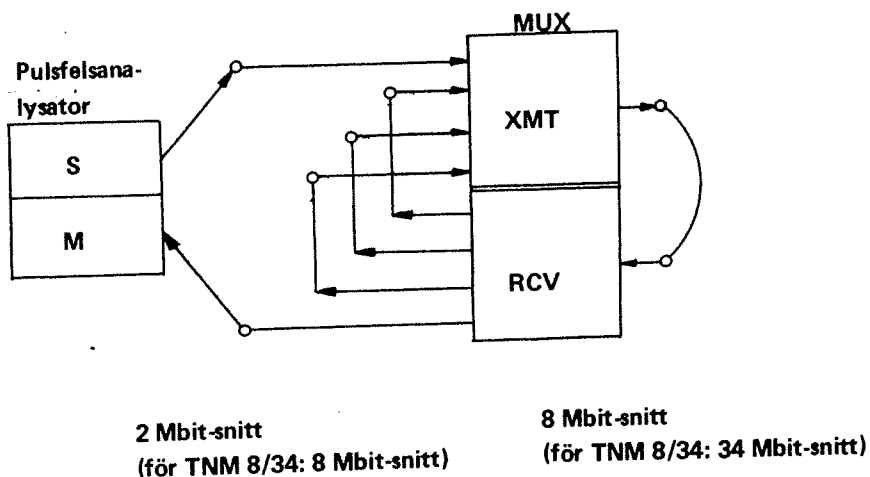 MUX
Pulsfelsana-
lysator
XMT
S
M
RCV
2 Mbit-snitt
(för TNM 8/34: 8 Mbit-snitt)
8 Mbit-snitt
(för TNM 8/34: 34 Mbit-snitt)